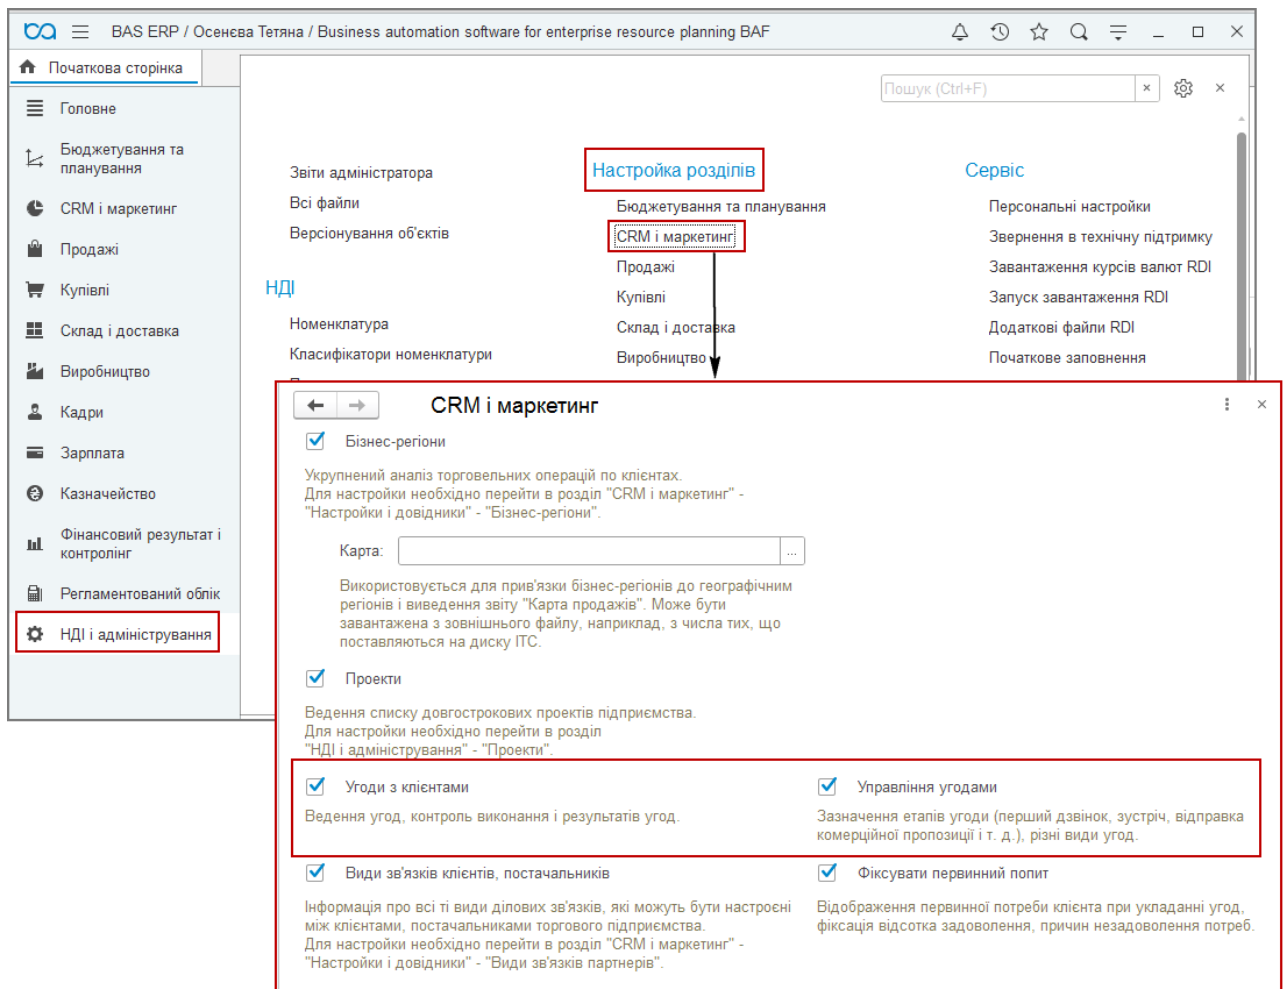 BAS ERP / Осенєва Тетяна / Business automation software for enterprise resource planning BAF
Початкова сторінка
Пошук (Ctrl+F)
Головне
Бюджетування та
планування
CRM і маркетинг
Продажі
Купівлі
Склад і доставка
Виробництво
Кадри
Зарплата
Казначейство
Фінансовий результат і
контролінг
Регламентований облік
НДІ і адміністрування
Звіти адміністратора
Всі файли
Версіонування об'єктів
НДІ
Номенклатура
Класифікатори номенклатури
Настройка розділів
Бюджетування та планування
CRM і маркетинг
Продажі
Купівлі
Склад і доставка
Виробництво
Сервіс
Персональні настройки
Звернення в технічну підтримку
Завантаження курсів валют RDI
Запуск завантаження RDI
Додаткові файли RDI
Початкове заповнення
CRM і маркетинг
Бізнес-регіони
Укрупнений аналіз торговельних операцій по клієнтах.
Для настройки необхідно перейти в розділ "CRM і маркетинг" -
"Настройки і довідники" - "Бізнес-регіони".
Карта:
...
Використовується для прив'язки бізнес-регіонів до географічним
регіонів і виведення звіту "Карта продажів". Може бути
завантажена з зовнішнього файлу, наприклад, з числа тих, що
поставляються на диску ІТС.
Проекти
Ведення списку довгострокових проектів підприємства.
Для настройки необхідно перейти в розділ
"НДІ і адміністрування" - "Проекти".
Угоди з клієнтами
Ведення угод, контроль виконання і результатів угод.
Управління угодами
Зазначення етапів угоди (перший дзвінок, зустріч, відправка
комерційної пропозиції і т. д.), різні види угод.
Види зв'язків клієнтів, постачальників
Інформація про всі ті види ділових зв'язків, які можуть бути настроєні
між клієнтами, постачальниками торгового підприємства.
Для настройки необхідно перейти в розділ "CRM і маркетинг" -
"Настройки і довідники" - "Види зв'язків партнерів".
Фіксувати первинний попит
Відображення первинної потреби клієнта при укладанні угод,
фіксація відсотка задоволення, причин незадоволення потреб.